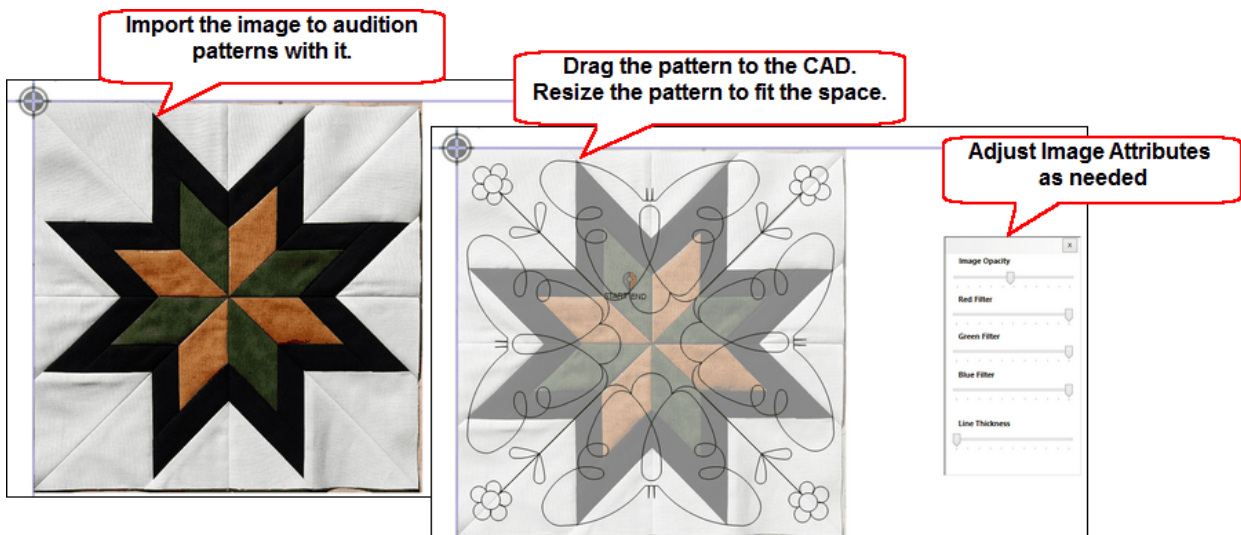 Import the image to audition
patterns with it.
Drag the pattern to the CAD.
Resize the pattern to fit the space.
Adjust Image Attributes
as needed
x
Image Opacity
Red Filter
Green Filter
Blue Filter
Line Thickness
START END